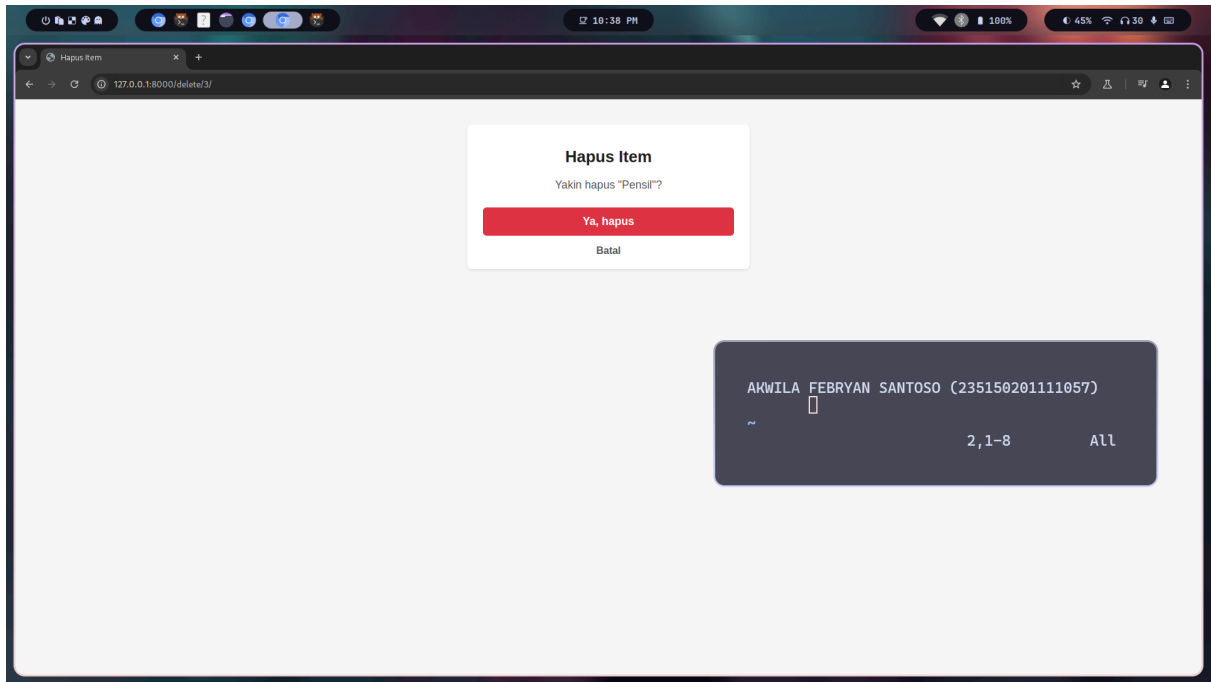 10:38 PM
100%
45%
30
Hapus Item
127.0.0.1:8000/delete/3/
Hapus Item
Yakin hapus "Pensil"?
Ya, hapus
Batal
AKWILA FEBRYAN SANTOSO (235150201111057)
~
2,1-8 All